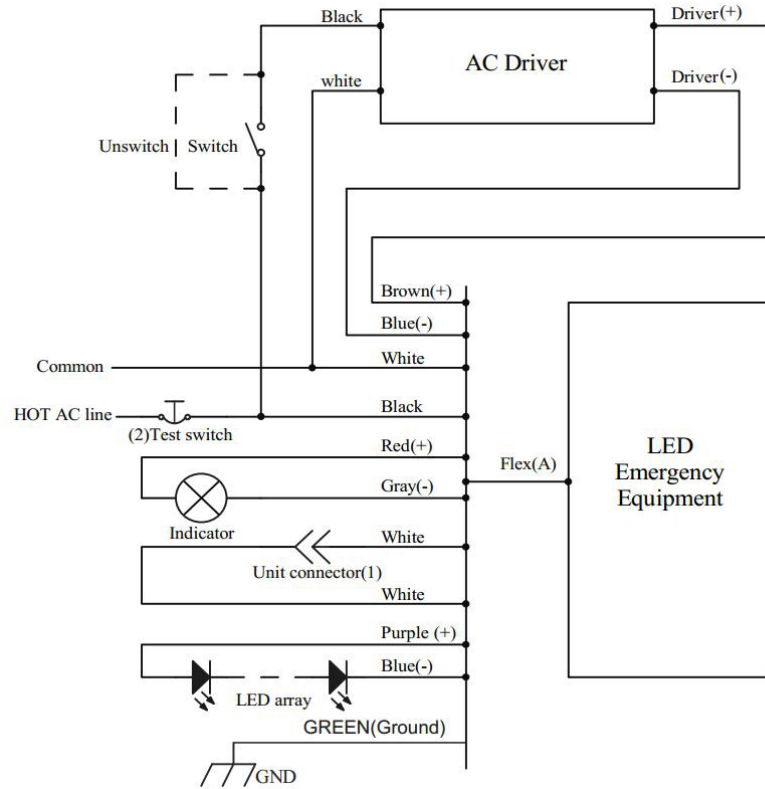 Black
Driver(+)
AC Driver
white
Driver(-)
Unswitch
Switch
Brown(+)
Blue(-)
Common
White
HOT AC line
Black
(2)Test switch
Red(+)
Flex(A)
LED
Emergency
Equipment
Gray(-)
Indicator
White
Unit connector(1)
White
Purple (+)
Blue(-)
LED array
GREEN(Ground)
GND